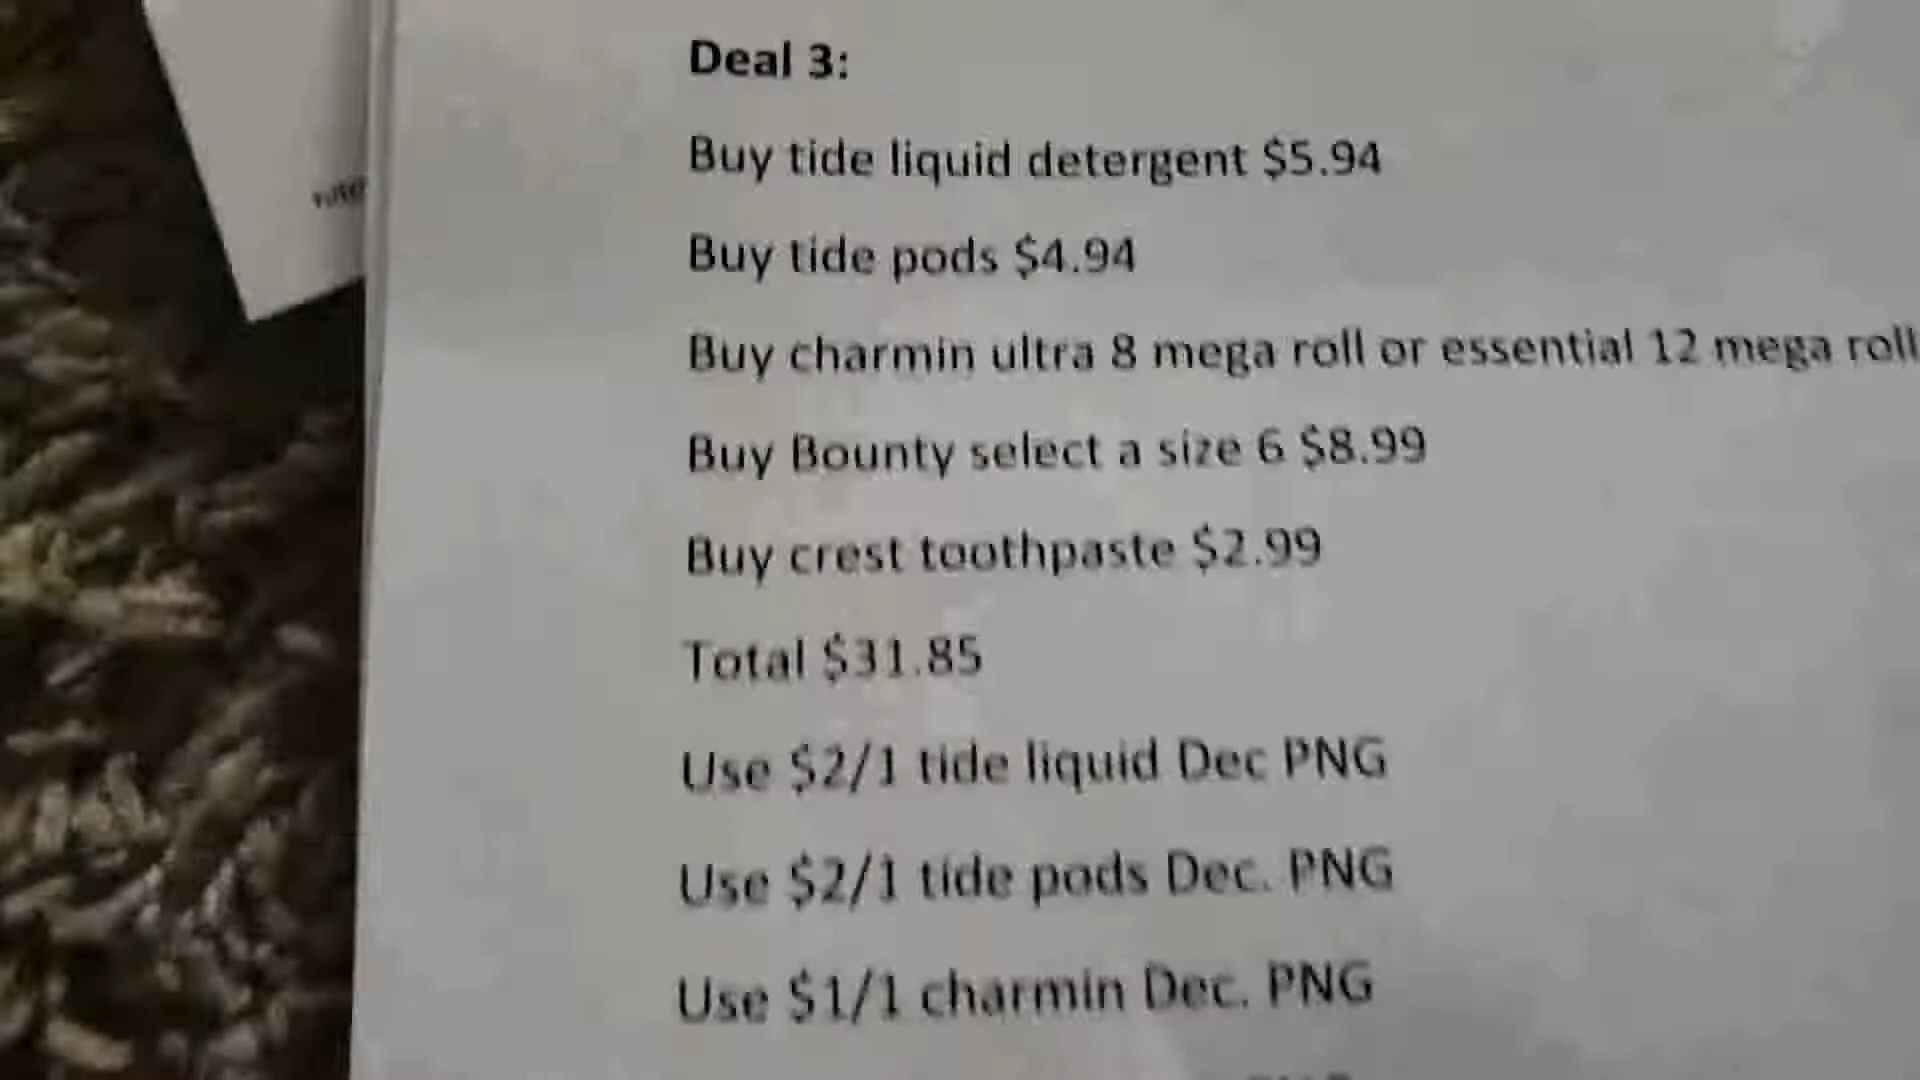 Deal 3:
Buy tide liquid detergent $5.94
Buy tide pods $4.94
Buy charmin ultra 8 mega roll or essential 12 mega roll
Buy Bounty select a size 6 $8.99
Buy crest toothpaste $2.99
Total $31.85
Use $2/1 tide liquid Dec PNG
Use $2/1 tide pods Dec. PNG
Use $1/1 charmin Dec. PNG